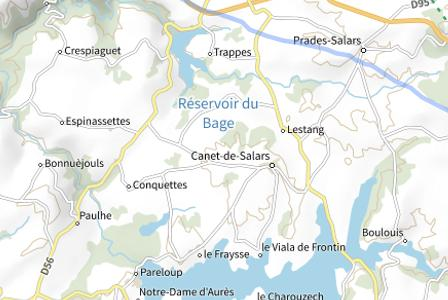 D95
Prades-Salars
Crespiaguet
Trappes
Réservoir du
Bage
Espinassettes
Lestang
Canet-de-Salars
Bonnuèjouls
Conquettes
Paulhe
Boulouis
le Viala de Frontin
le Fraysse
D56
Pareloup
Notre-Dame d'Aurès
le Charouzech